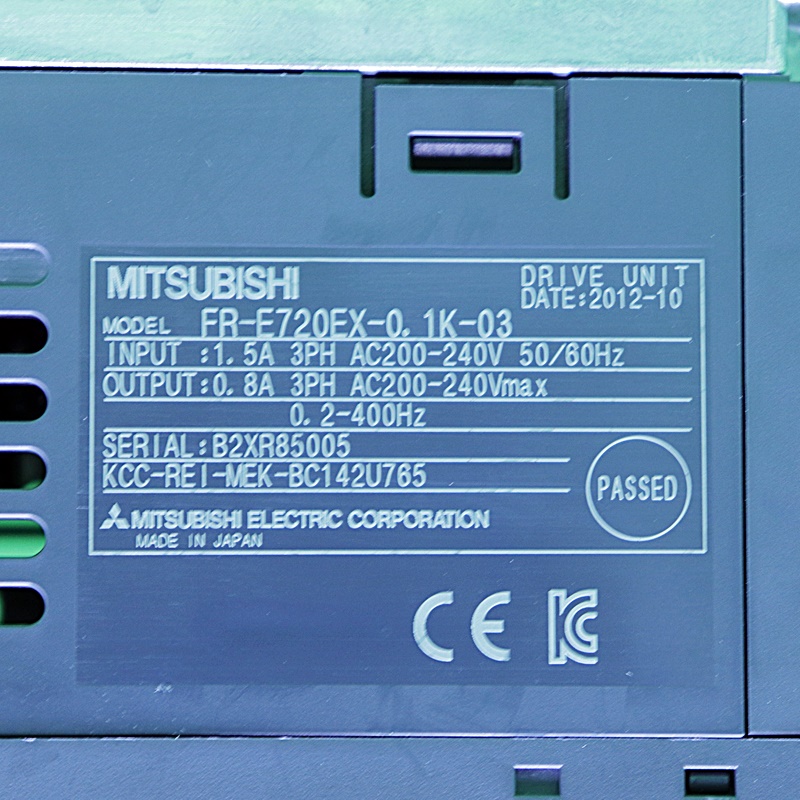 MITSUBISHI
DRIVE UNIT
DATE:2012-10
MODEL FR-E720EX-0.1K-03
INPUT :1.5A 3PH AC200-240V 50/60Hz
OUTPUT:0.8A 3PH AC200-240Vmax
0.2-400Hz
SERIAL:B2XR85005
KCC-REI-MEK-BC142U765
PASSED
MITSUBISHI ELECTRIC CORPORATION
MADE IN JAPAN
CE KC